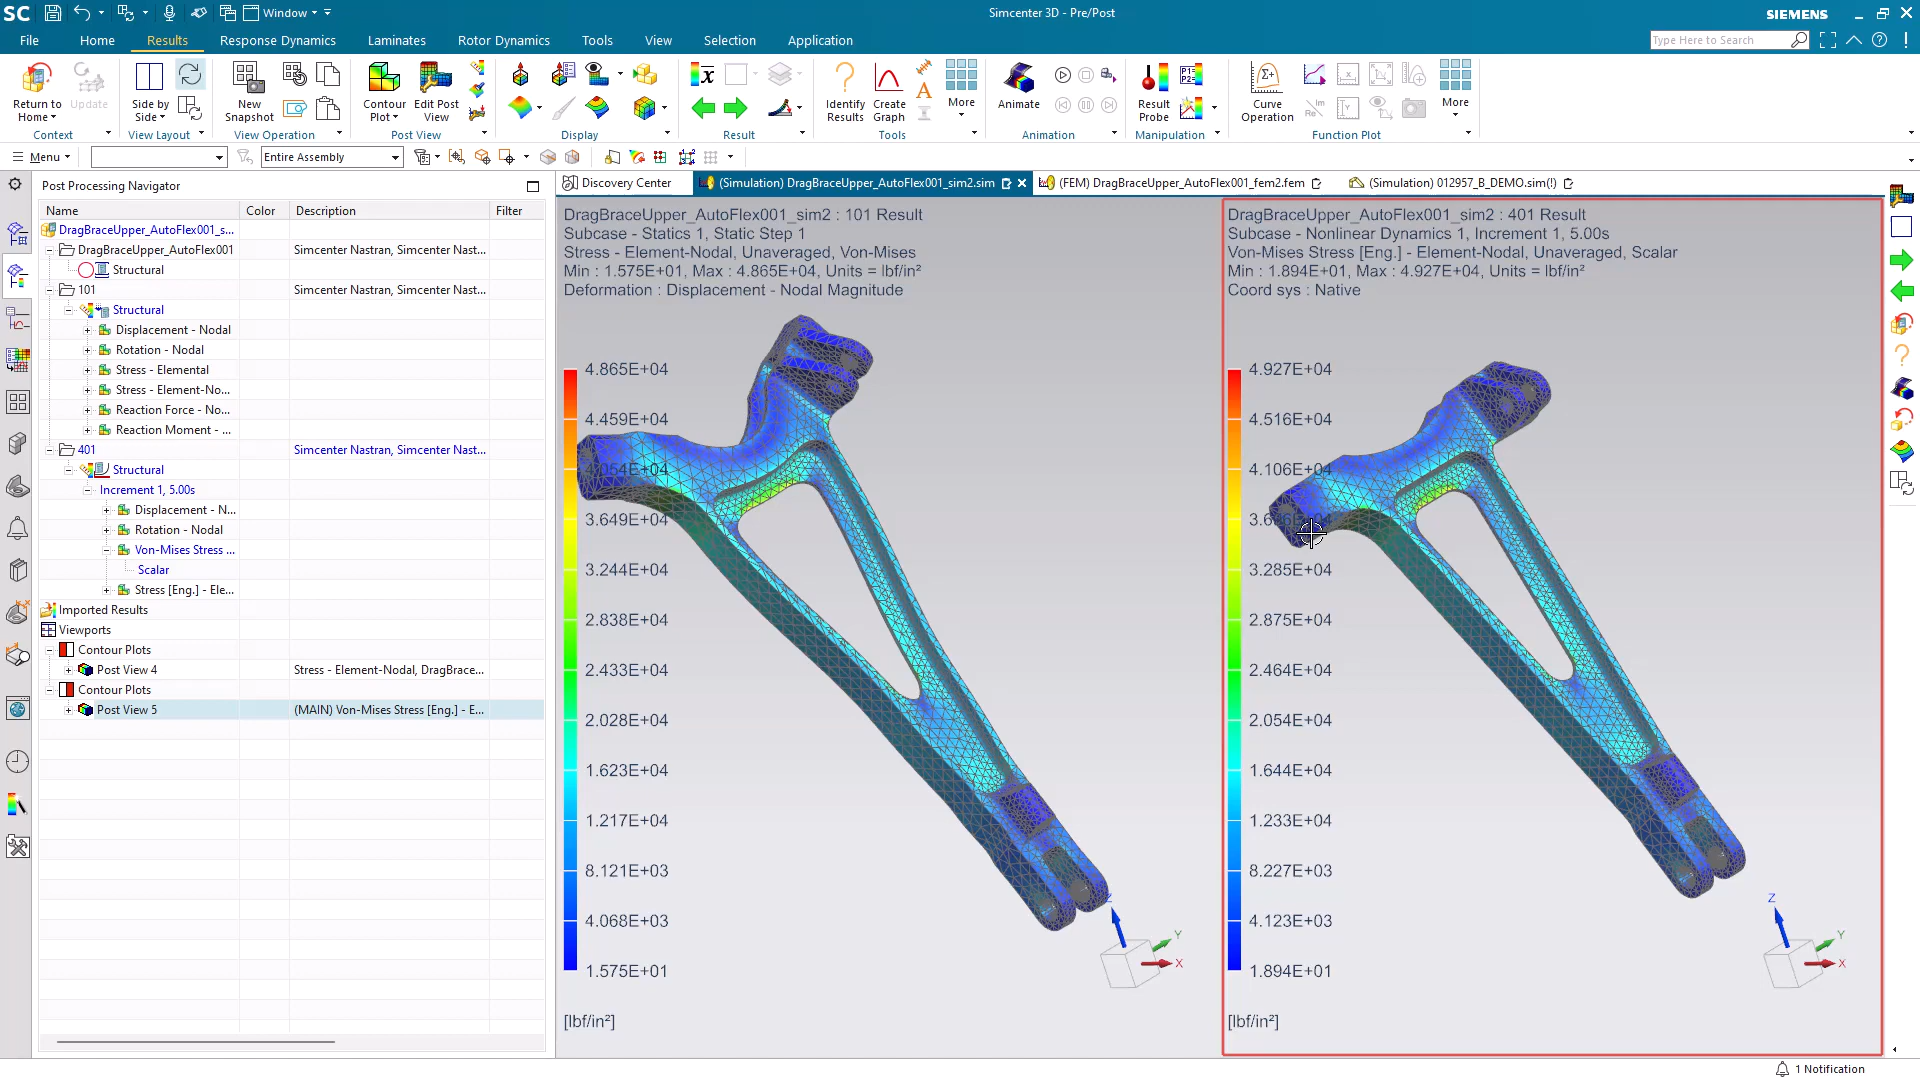 SC Window Simcenter 3D - Pre/Post SIEMENS
File Home Results Response Dynamics Laminates Rotor Dynamics Tools View Selection Application Type Here to Search
Return to Home Update Side by Side New Snapshot Contour Plot Edit Post View Identify Results Create Graph More Animate Result Probe Curve Operation More
Context View Layout View Operation Post View Display Result Tools Animation Manipulation Function Plot
Menu Entire Assembly
Post Processing Navigator
Discovery Center
(Simulation) DragBraceUpper_AutoFlex001_sim2.sim
(FEM) DragBraceUpper_AutoFlex001_fem2.fem
(Simulation) 012957_B_DEMO.sim(!)
Name Color Description Filter
DragBraceUpper_AutoFlex001_s...
DragBraceUpper_AutoFlex001 Simcenter Nastran, Simcenter Nast...
Structural
101 Simcenter Nastran, Simcenter Nast...
Structural
Displacement - Nodal
Rotation - Nodal
Stress - Elemental
Stress - Element-No...
Reaction Force - No...
Reaction Moment - ...
401 Simcenter Nastran, Simcenter Nast...
Structural
Increment 1, 5.00s
Displacement - N...
Rotation - Nodal
Von-Mises Stress ...
Scalar
Stress [Eng.] - Ele...
Imported Results
Viewports
Contour Plots
Post View 4 Stress - Element-Nodal, DragBrace...
Contour Plots
Post View 5 (MAIN) Von-Mises Stress [Eng.] - E...
DragBraceUpper_AutoFlex001_sim2 : 101 Result
Subcase - Statics 1, Static Step 1
Stress - Element-Nodal, Unaveraged, Von-Mises
Min : 1.575E+01, Max : 4.865E+04, Units = lbf/in²
Deformation : Displacement - Nodal Magnitude
4.865E+04
4.459E+04
4.054E+04
3.649E+04
3.244E+04
2.838E+04
2.433E+04
2.028E+04
1.623E+04
1.217E+04
8.121E+03
4.068E+03
1.575E+01
[lbf/in²]
Z
Y
X
DragBraceUpper_AutoFlex001_sim2 : 401 Result
Subcase - Nonlinear Dynamics 1, Increment 1, 5.00s
Von-Mises Stress [Eng.] - Element-Nodal, Unaveraged, Scalar
Min : 1.894E+01, Max : 4.927E+04, Units = lbf/in²
Coord sys : Native
4.927E+04
4.516E+04
4.106E+04
3.285E+04
2.875E+04
2.464E+04
2.054E+04
1.644E+04
1.233E+04
8.227E+03
4.123E+03
1.894E+01
[lbf/in²]
Z
Y
X
1 Notification